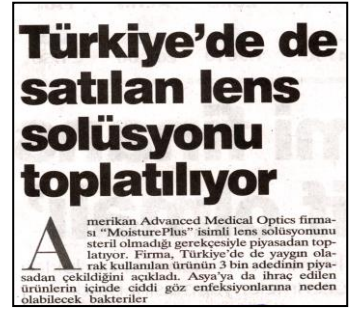 Türkiye'de de
satılan lens
solüsyonu
toplatılıyor
Amerikan Advanced Medical Optics firma-
sı "MoisturePlus" isimli lens solüsyonunu
steril olmadığı gerekçesiyle piyasadan top-
latıyor. Firma, Türkiye'de de yaygın ola-
rak kullanılan ürünün 3 bin adedinin piya-
sadan çekildiğini açıkladı. Asya'ya da ihraç edilen
ürünlerin içinde ciddi göz enfeksiyonlarına neden
olabilecek bakteriler